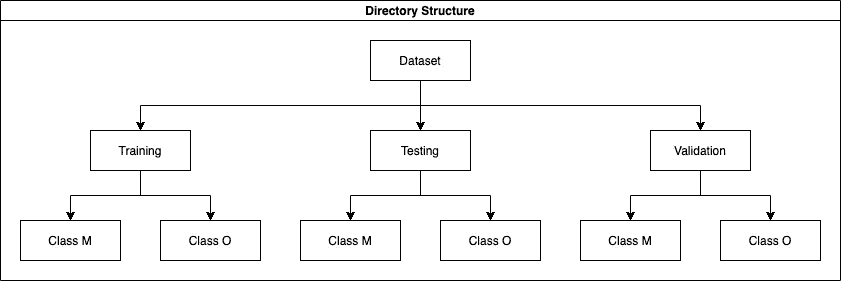 Directory Structure
Dataset
Training
Testing
Validation
Class M
Class O
Class M
Class O
Class M
Class O